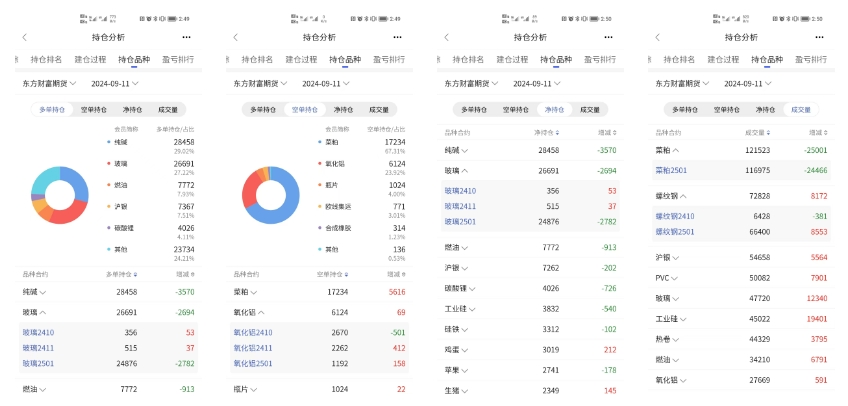 2:49
持仓分析
持仓排名 建仓过程 持仓品种 盈亏排行
东方财富期货 2024-09-11
多单持仓 空单持仓 净持仓 成交量
会员简称 多单持仓/占比
纯碱 28458
29.02%
玻璃 26691
27.22%
燃油 7772
7.93%
沪银 7367
7.51%
碳酸锂 4026
4.11%
其他 23734
24.21%
品种合约 多单持仓 增减
纯碱 28458 -3570
玻璃 26691 -2694
玻璃2410 356 53
玻璃2411 515 37
玻璃2501 24876 -2782
燃油 7772 -913
2:49
持仓分析
持仓排名 建仓过程 持仓品种 盈亏排行
东方财富期货 2024-09-11
多单持仓 空单持仓 净持仓 成交量
会员简称 空单持仓/占比
菜粕 17234
67.31%
氧化铝 6124
23.92%
瓶片 1024
4.00%
欧线集运 771
3.01%
合成橡胶 314
1.23%
其他 136
0.53%
品种合约 空单持仓 增减
菜粕 17234 5616
氧化铝 6124 69
氧化铝2410 2670 -501
氧化铝2411 2262 412
氧化铝2501 1192 158
瓶片 1024 22
2:50
持仓分析
持仓排名 建仓过程 持仓品种 盈亏排行
东方财富期货 2024-09-11
多单持仓 空单持仓 净持仓 成交量
品种合约 净持仓 增减
纯碱 28458 -3570
玻璃 26691 -2694
玻璃2410 356 53
玻璃2411 515 37
玻璃2501 24876 -2782
燃油 7772 -913
沪银 7262 -202
碳酸锂 4026 -726
工业硅 3832 -540
硅铁 3312 -102
鸡蛋 3019 212
苹果 2741 -178
生猪 2349 145
2:50
持仓分析
持仓排名 建仓过程 持仓品种 盈亏排行
东方财富期货 2024-09-11
多单持仓 空单持仓 净持仓 成交量
品种合约 成交量 增减
菜粕 121523 -25001
菜粕2501 116975 -24466
螺纹钢 72828 8172
螺纹钢2410 6428 -381
螺纹钢2501 66400 8553
沪银 54658 5564
PVC 50082 7901
玻璃 47720 12340
工业硅 45022 19401
热卷 44329 3795
燃油 34210 6791
氧化铝 27669 591